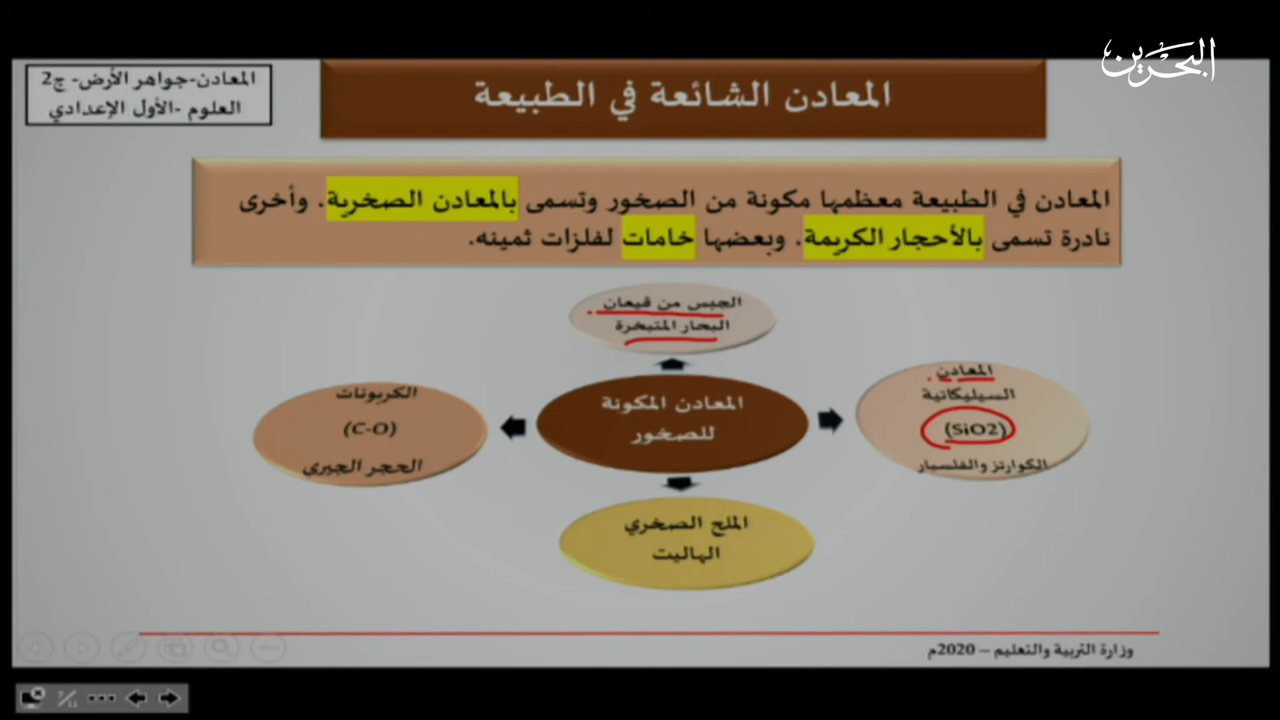 البحرين
المعادن-جواهر الأرض- ج2
العلوم -الأول الإعدادي
المعادن الشائعة في الطبيعة
المعادن في الطبيعة معظمها مكونة من الصخور وتسمى بالمعادن الصخرية. وأخرى
نادرة تسمى بالأحجار الكريمة. وبعضها خامات لفلزات ثمينه.
الجبس من قيعان
البحار المتبخرة
المعادن
السيليكاتية
(SiO2)
الكوارتز والفلسبار
المعادن المكونة
للصخور
الكربونات
(C-O)
الحجر الجيري
الملح الصخري
الهاليت
وزارة التربية والتعليم – 2020م